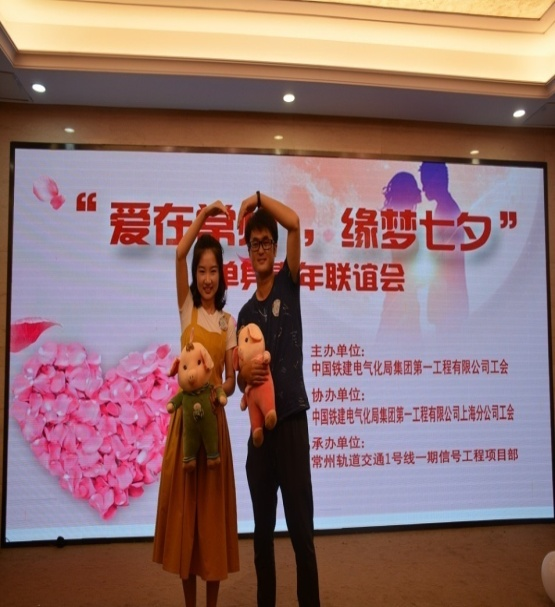 “爱在常州，缘梦七夕”
单身青年联谊会
主办单位:
中国铁建电气化局集团第一工程有限公司工会
协办单位:
中国铁建电气化局集团第一工程有限公司上海分公司工会
承办单位:
常州轨道交通1号线一期信号工程项目部